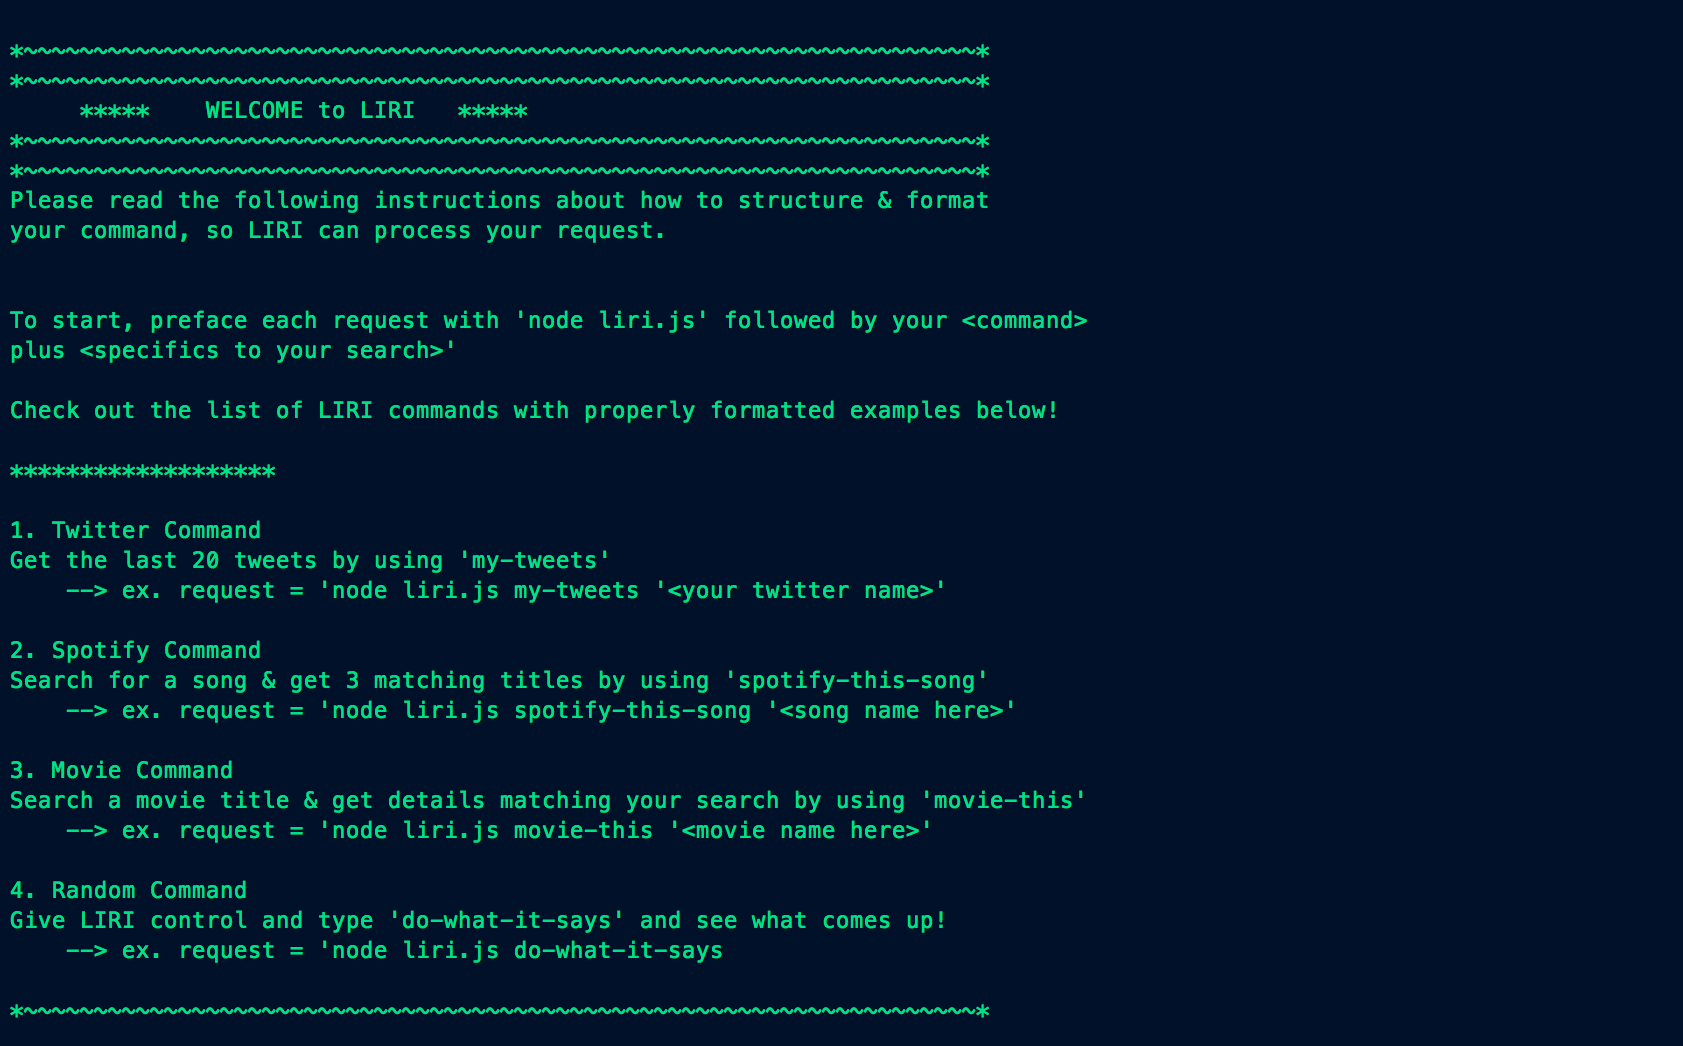 *~~~~~~~~~~~~~~~~~~~~~~~~~~~~~~~~~~~~~~~~~~~~~~~~~~~~~~~~~~~~~~~~~~~~*
*~~~~~~~~~~~~~~~~~~~~~~~~~~~~~~~~~~~~~~~~~~~~~~~~~~~~~~~~~~~~~~~~~~~~*
     *****    WELCOME to LIRI   *****
*~~~~~~~~~~~~~~~~~~~~~~~~~~~~~~~~~~~~~~~~~~~~~~~~~~~~~~~~~~~~~~~~~~~~*
*~~~~~~~~~~~~~~~~~~~~~~~~~~~~~~~~~~~~~~~~~~~~~~~~~~~~~~~~~~~~~~~~~~~~*
Please read the following instructions about how to structure & format
your command, so LIRI can process your request.
To start, preface each request with 'node liri.js' followed by your <command>
plus <specifics to your search>'
Check out the list of LIRI commands with properly formatted examples below!
*******************
1. Twitter Command
Get the last 20 tweets by using 'my-tweets'
    --> ex. request = 'node liri.js my-tweets '<your twitter name>'
2. Spotify Command
Search for a song & get 3 matching titles by using 'spotify-this-song'
    --> ex. request = 'node liri.js spotify-this-song '<song name here>'
3. Movie Command
Search a movie title & get details matching your search by using 'movie-this'
    --> ex. request = 'node liri.js movie-this '<movie name here>'
4. Random Command
Give LIRI control and type 'do-what-it-says' and see what comes up!
    --> ex. request = 'node liri.js do-what-it-says
*~~~~~~~~~~~~~~~~~~~~~~~~~~~~~~~~~~~~~~~~~~~~~~~~~~~~~~~~~~~~~~~~~~~~*